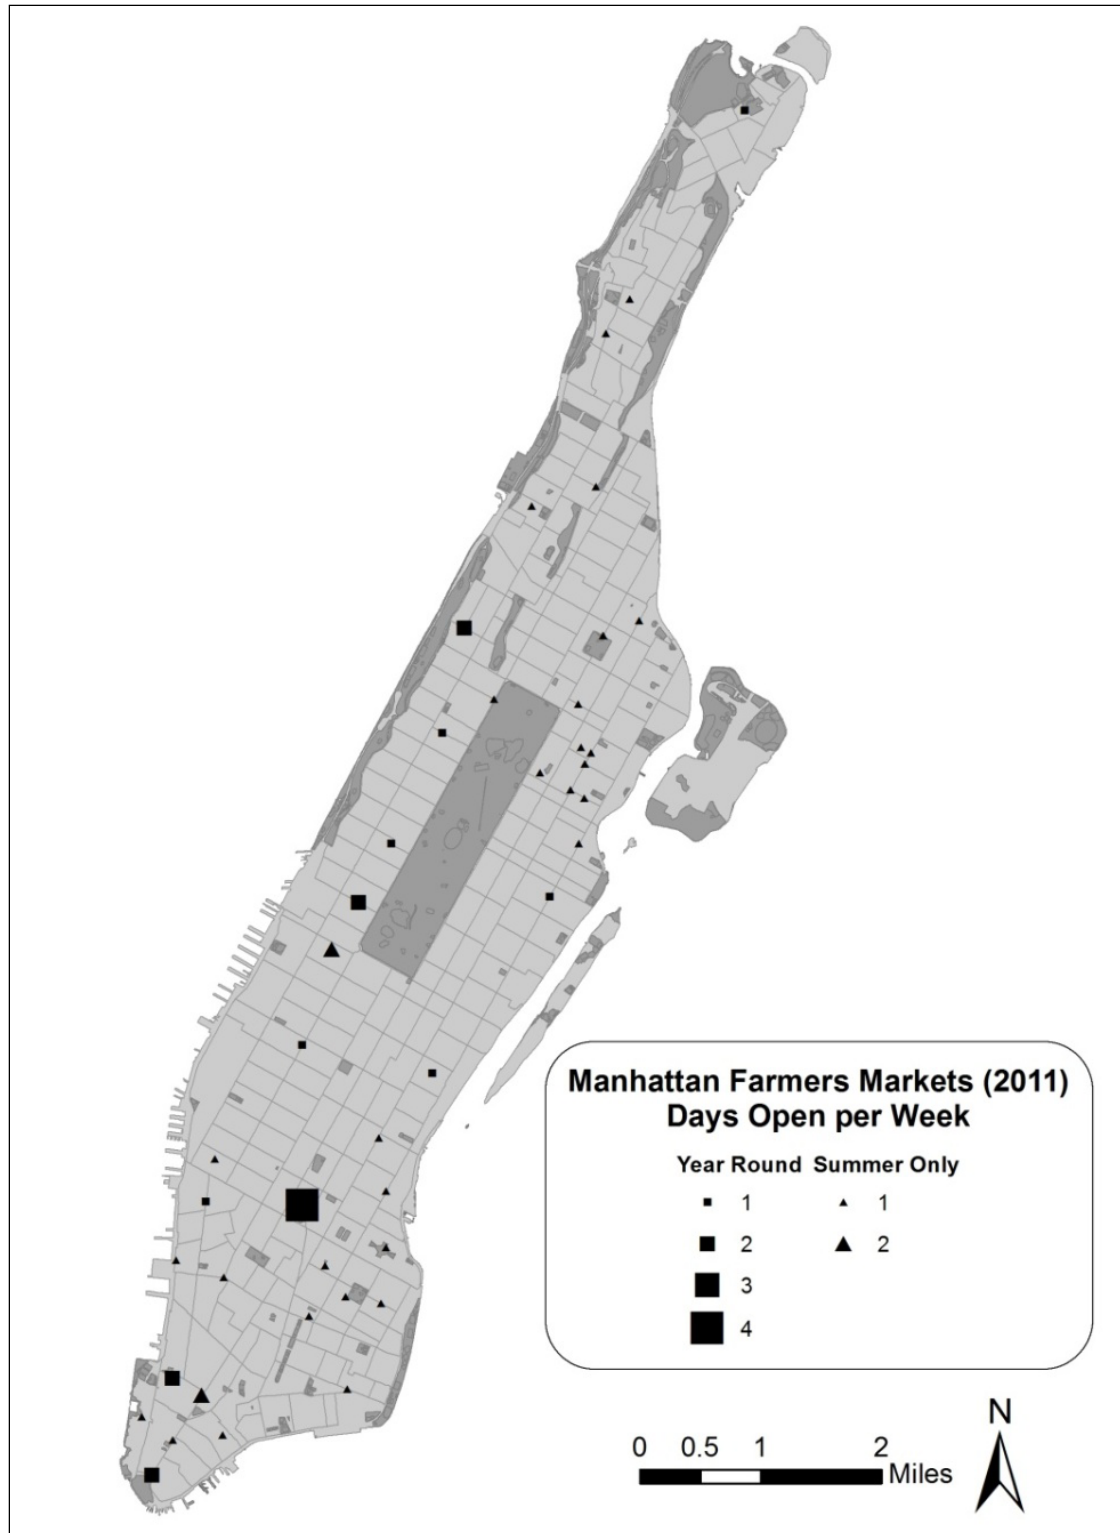 Manhattan Farmers Markets (2011)
Days Open per Week
Year Round Summer Only
1 1
2 2
3
4
N
0 0.5 1 2
Miles